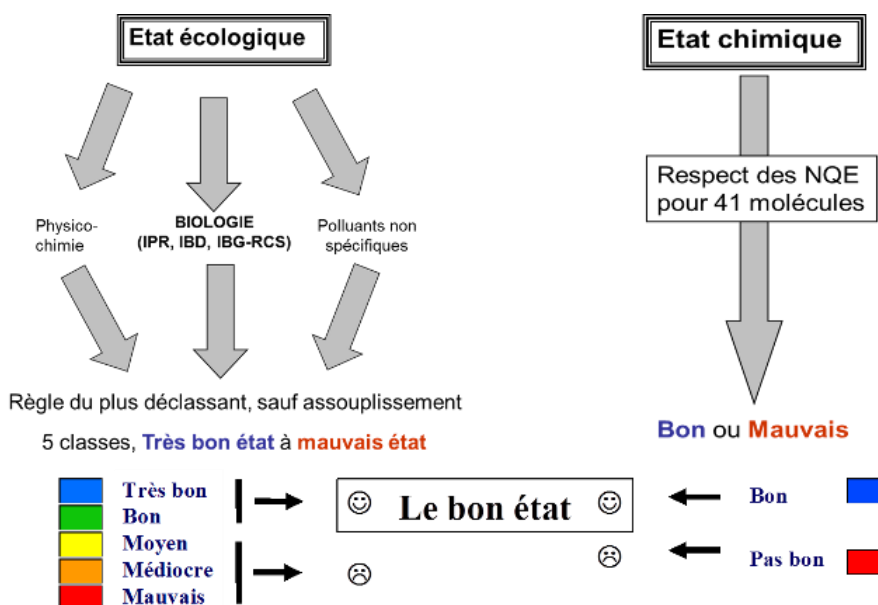 Etat écologique
Etat chimique
Respect des NQE
pour 41 molécules
Physico-
chimie
BIOLOGIE
(IPR, IBD, IBG-RCS)
Polluants non
spécifiques
Règle du plus déclassant, sauf assouplissement
5 classes, Très bon état à mauvais état
Bon ou Mauvais
Très bon
Bon
Moyen
Médiocre
Mauvais
Le bon état
Bon
Pas bon